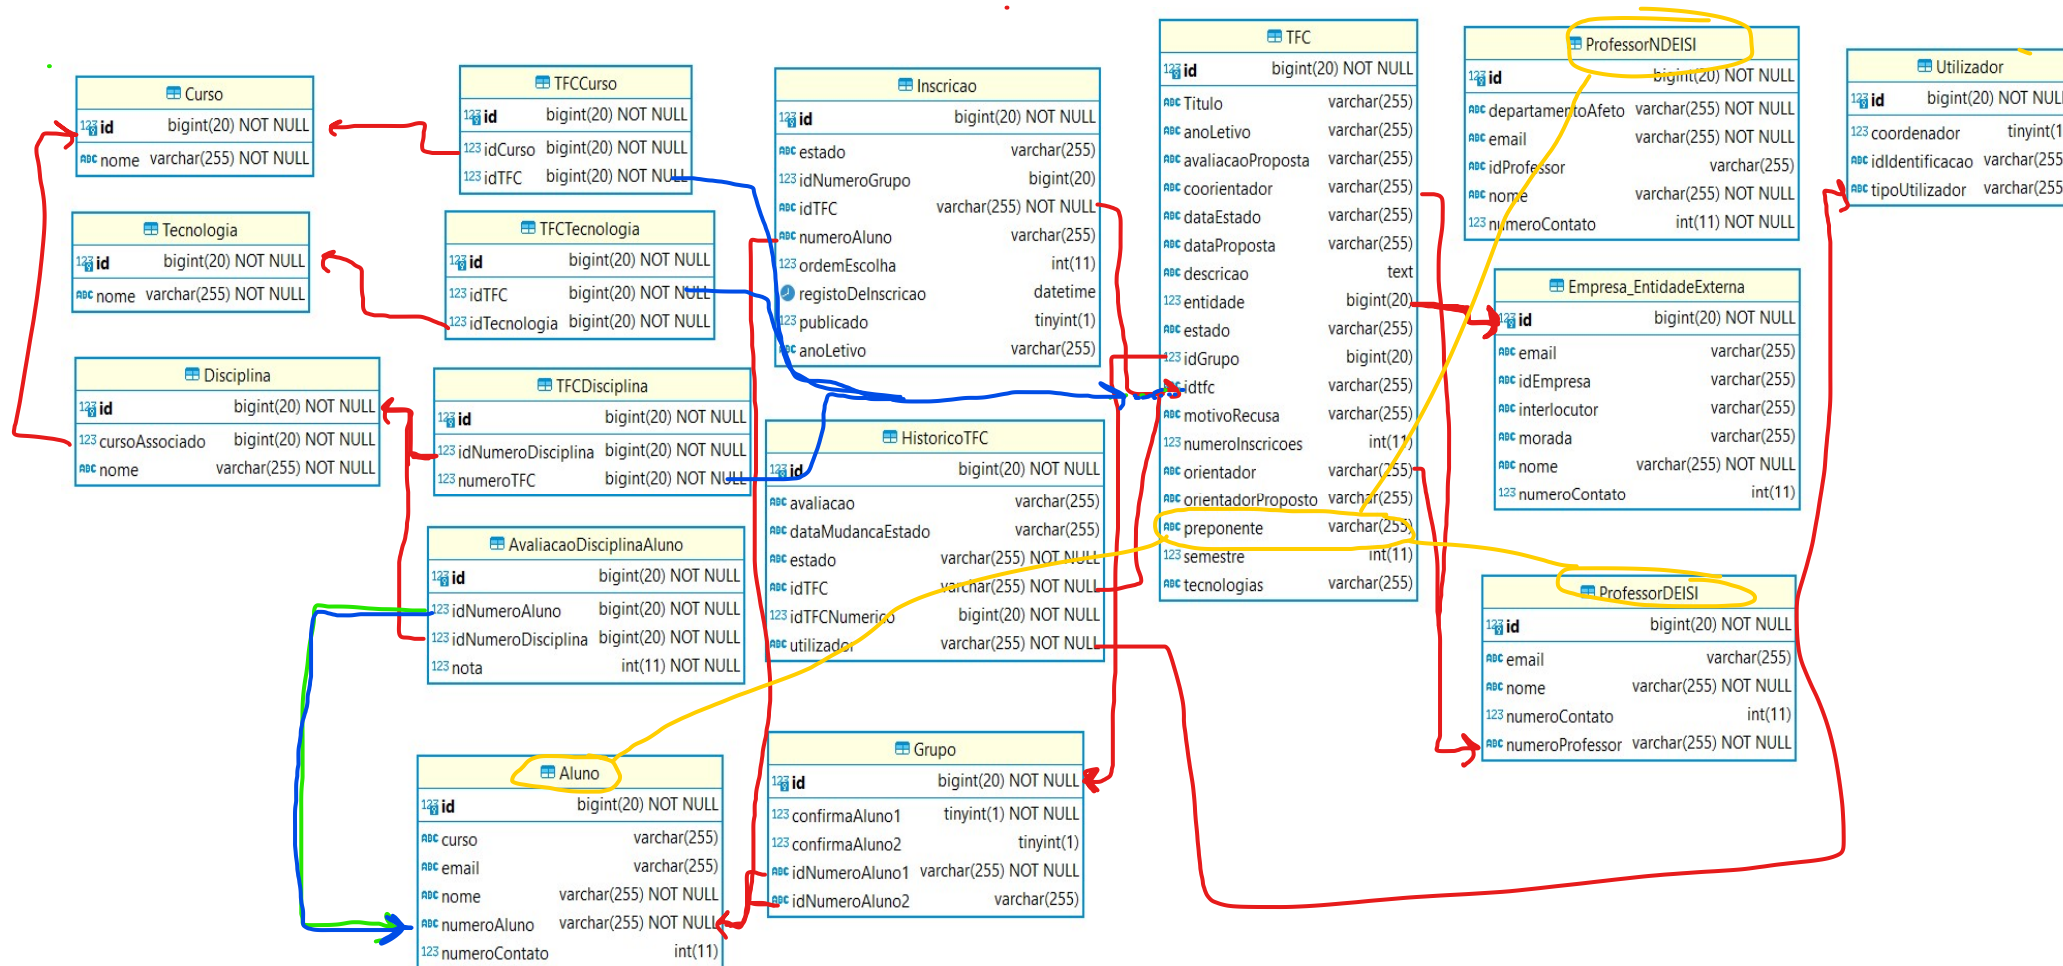 Curso
id bigint(20) NOT NULL
nome varchar(255) NOT NULL
Tecnologia
id bigint(20) NOT NULL
nome varchar(255) NOT NULL
Disciplina
id bigint(20) NOT NULL
cursoAssociado bigint(20) NOT NULL
nome varchar(255) NOT NULL
TFCCurso
id bigint(20) NOT NULL
idCurso bigint(20) NOT NULL
idTFC bigint(20) NOT NULL
TFCTecnologia
id bigint(20) NOT NULL
idTFC bigint(20) NOT NULL
idTecnologia bigint(20) NOT NULL
TFCDisciplina
id bigint(20) NOT NULL
idNumeroDisciplina bigint(20) NOT NULL
numeroTFC bigint(20) NOT NULL
AvaliacaoDisciplinaAluno
id bigint(20) NOT NULL
idNumeroAluno bigint(20) NOT NULL
idNumeroDisciplina bigint(20) NOT NULL
nota int(11) NOT NULL
Aluno
id bigint(20) NOT NULL
curso varchar(255)
email varchar(255)
nome varchar(255) NOT NULL
numeroAluno varchar(255) NOT NULL
numeroContato int(11)
Inscricao
id bigint(20) NOT NULL
estado varchar(255)
idNumeroGrupo bigint(20)
idTFC varchar(255) NOT NULL
numeroAluno varchar(255)
ordemEscolha int(11)
registoDeInscricao datetime
publicado tinyint(1)
anoLetivo varchar(255)
HistoricoTFC
id bigint(20) NOT NULL
avaliacao varchar(255)
dataMudancaEstado varchar(255)
estado varchar(255) NOT NULL
idTFC varchar(255) NOT NULL
idTFCNumerico bigint(20) NOT NULL
utilizador varchar(255) NOT NULL
Grupo
id bigint(20) NOT NULL
confirmaAluno1 tinyint(1) NOT NULL
confirmaAluno2 tinyint(1)
idNumeroAluno1 varchar(255) NOT NULL
idNumeroAluno2 varchar(255)
TFC
id bigint(20) NOT NULL
Titulo varchar(255)
anoLetivo varchar(255)
avaliacaoProposta varchar(255)
coorientador varchar(255)
dataEstado varchar(255)
dataProposta varchar(255)
descricao text
entidade bigint(20)
estado varchar(255)
idGrupo bigint(20)
idtfc varchar(255)
motivoRecusa varchar(255)
numeroInscricoes int(11)
orientador varchar(255)
orientadorProposto varchar(255)
preponente varchar(255)
semestre int(11)
tecnologias varchar(255)
ProfessorNDEISI
id bigint(20) NOT NULL
departamentoAfeto varchar(255) NOT NULL
email varchar(255) NOT NULL
idProfessor varchar(255)
nome varchar(255) NOT NULL
numeroContato int(11) NOT NULL
Empresa_EntidadeExterna
id bigint(20) NOT NULL
email varchar(255)
idEmpresa varchar(255)
interlocutor varchar(255)
morada varchar(255)
nome varchar(255) NOT NULL
numeroContato int(11)
ProfessorDEISI
id bigint(20) NOT NULL
email varchar(255)
nome varchar(255) NOT NULL
numeroContato int(11)
numeroProfessor varchar(255) NOT NULL
Utilizador
id bigint(20) NOT NULL
coordenador tinyint(1
idIdentificacao varchar(255
tipoUtilizador varchar(255